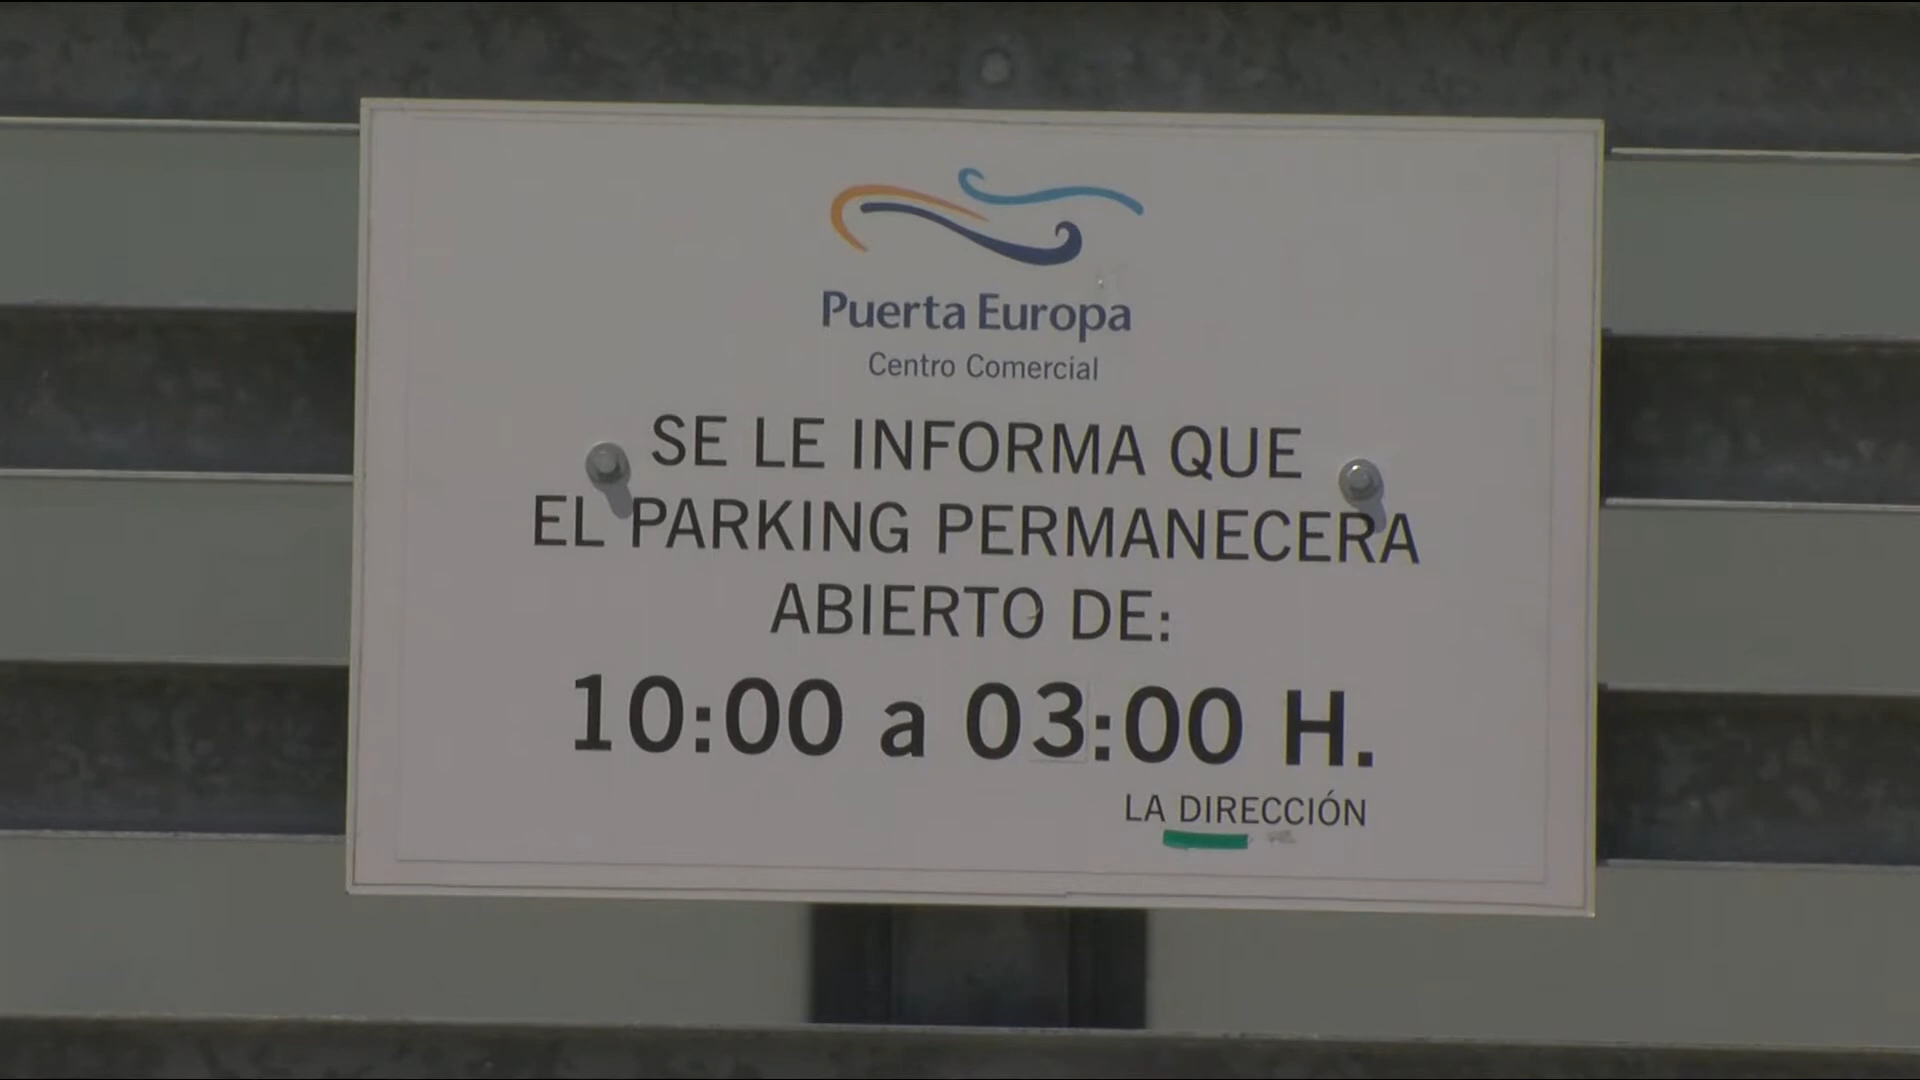 Puerta Europa
Centro Comercial
SE LE INFORMA QUE
EL PARKING PERMANECERA
ABIERTO DE:
10:00 a 03:00 H.
LA DIRECCIÓN